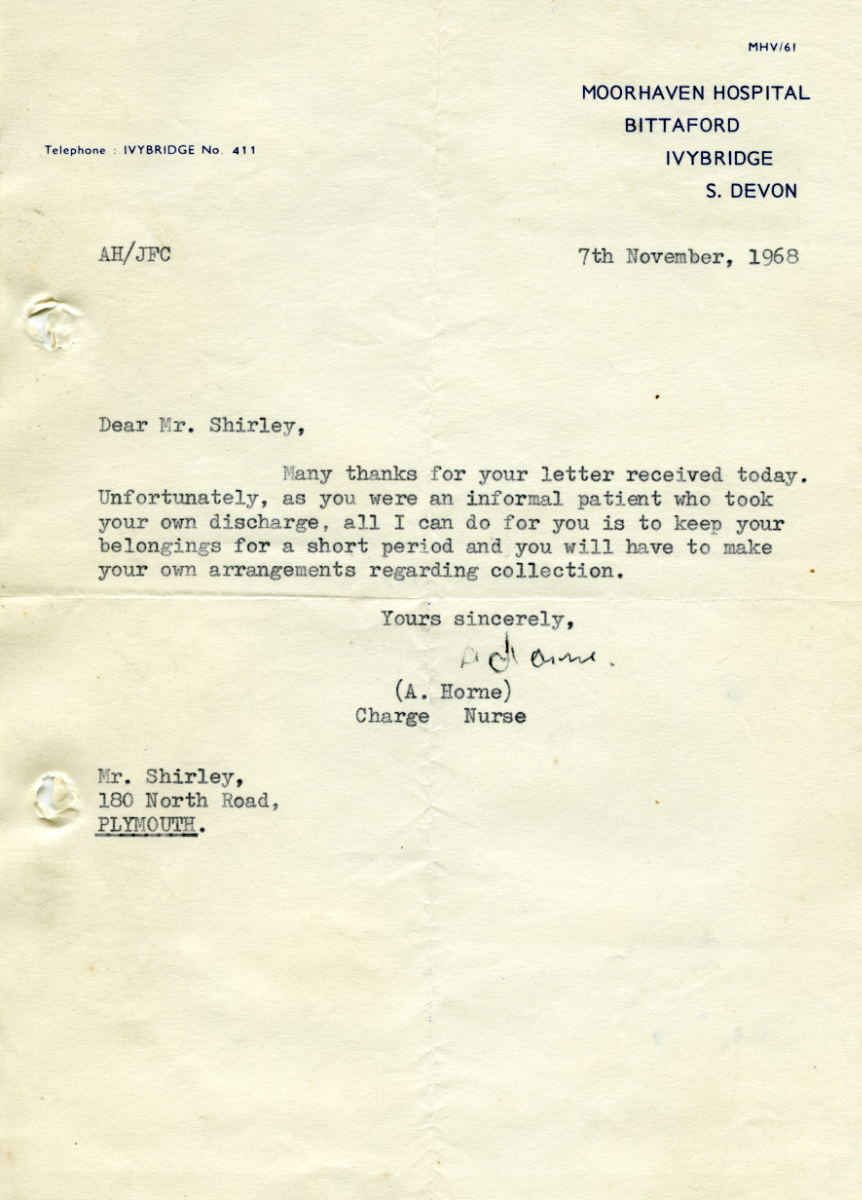 MHV/61
MOORHAVEN HOSPITAL
BITTAFORD
Telephone : IVYBRIDGE No. 411
IVYBRIDGE
S. DEVON
AH/JFC
7th November, 1968
Dear Mr. Shirley,
Many thanks for your letter received today.
Unfortunately, as you were an informal patient who took
your own discharge, all I can do for you is to keep your
belongings for a short period and you will have to make
your own arrangements regarding collection.
Yours sincerely,
A Horne.
(A. Horne)
Charge Nurse
Mr. Shirley,
180 North Road,
PLYMOUTH.